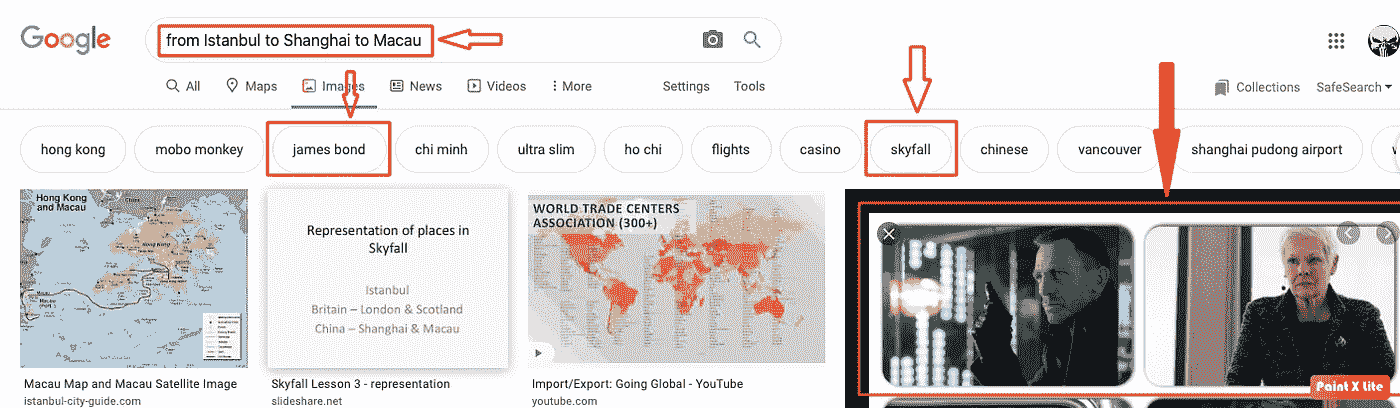 Google
from Istanbul to Shanghai to Macau
All
Maps
Images
News
Videos
More
Settings
Tools
Collections
SafeSearch
hong kong
mobo monkey
james bond
chi minh
ultra slim
ho chi
flights
casino
skyfall
chinese
vancouver
shanghai pudong airport
Hong Kong
and Macau
Representation of places in
Skyfall
Istanbul
Britain – London & Scotland
China – Shanghai & Macau
WORLD TRADE CENTERS
ASSOCIATION (300+)
Paint X Lite
Macau Map and Macau Satellite Image
istanbul-city-guide.com
Skyfall Lesson 3 - representation
slideshare.net
Import/Export: Going Global - YouTube
youtube.com